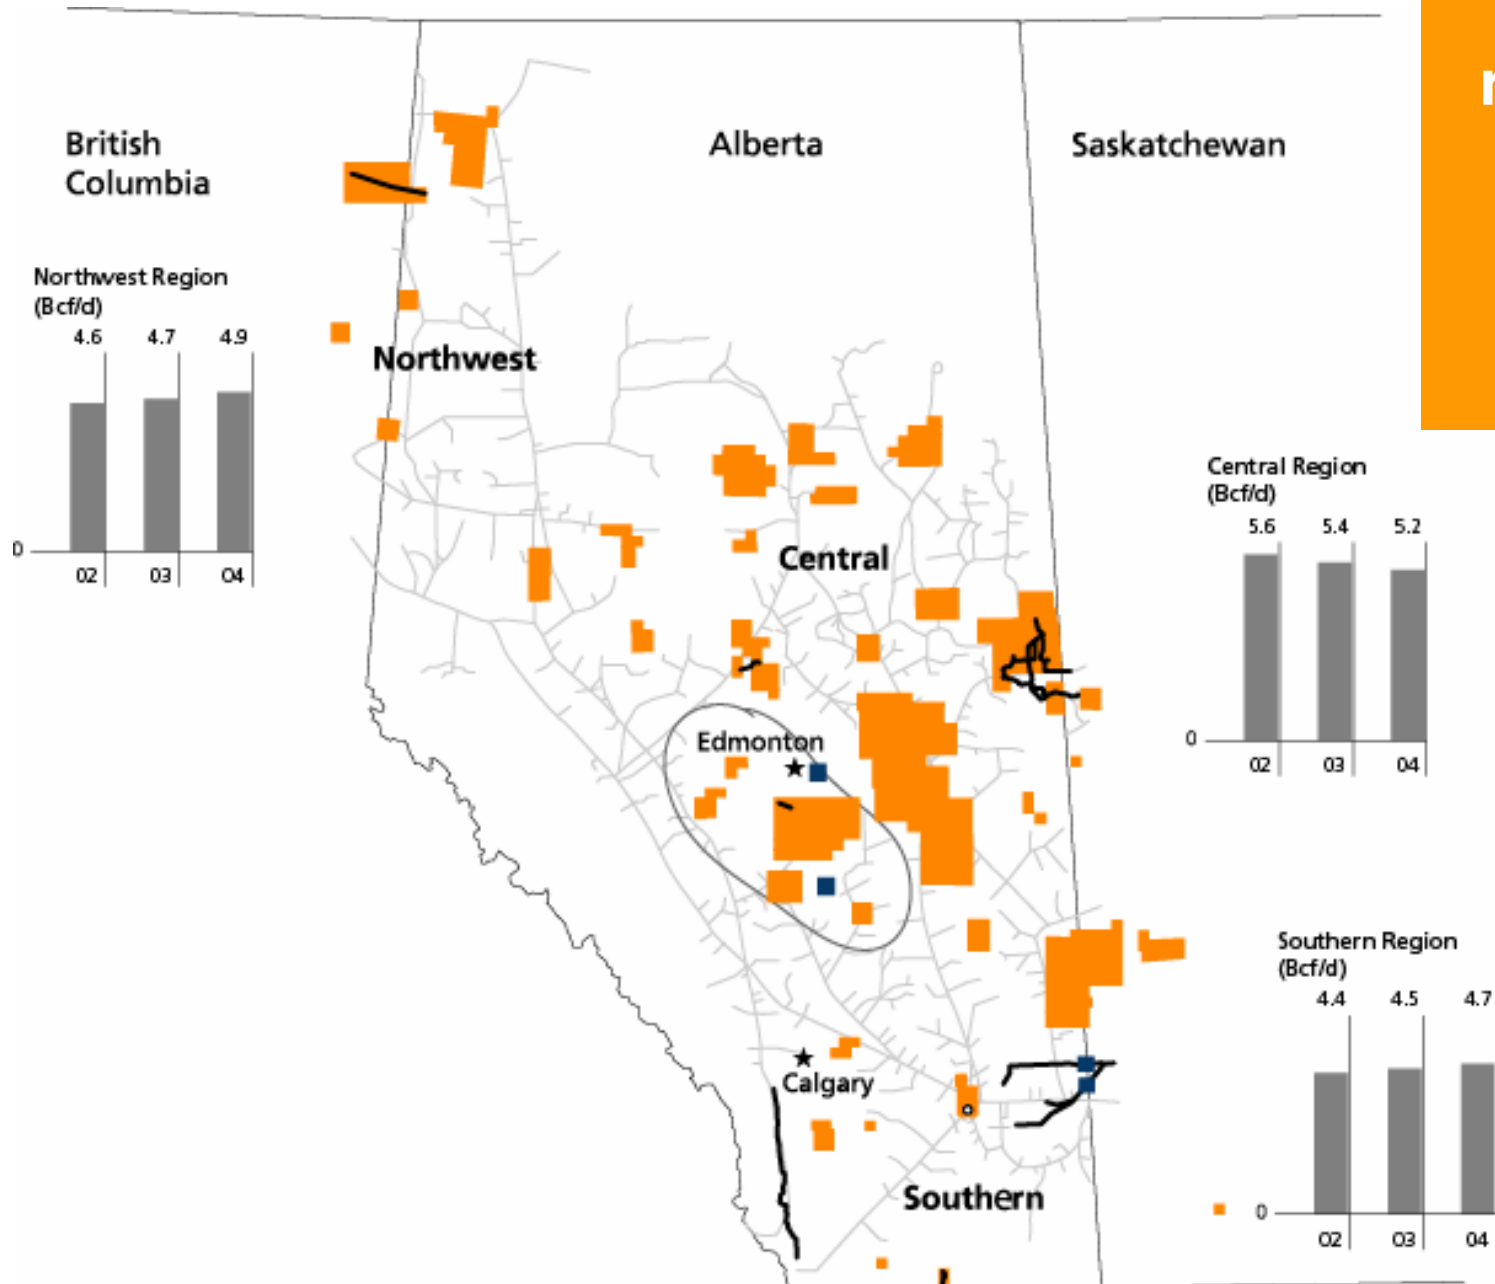 r
British
Columbia
Alberta
Saskatchewan
Northwest Region
(Bcf/d)
4.6 4.7 4.9
0
02 03 04
Northwest
Central Region
(Bcf/d)
5.6 5.4 5.2
0
02 03 04
Central
Edmonton
Southern Region
(Bcf/d)
4.4 4.5 4.7
0
02 03 04
Calgary
Southern